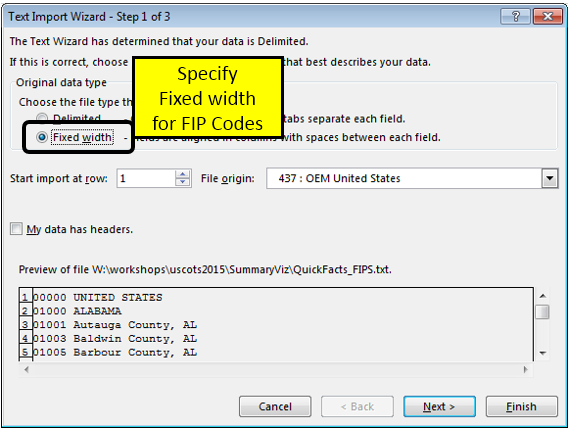 Text Import Wizard - Step 1 of 3
The Text Wizard has determined that your data is Delimited.
If this is correct, choose that best describes your data.
Original data type
Choose the file type th
Delimited - tabs separate each field.
Fixed width - Fields are aligned in columns with spaces between each field.
Specify
Fixed width
for FIP Codes
Start import at row: 1 File origin: 437 : OEM United States
My data has headers.
Preview of file W:\workshops\uscots2015\SummaryViz\QuickFacts_FIPS.txt.
1 00000 UNITED STATES
2 01000 ALABAMA
3 01001 Autauga County, AL
4 01003 Baldwin County, AL
5 01005 Barbour County, AL
Cancel < Back Next > Finish